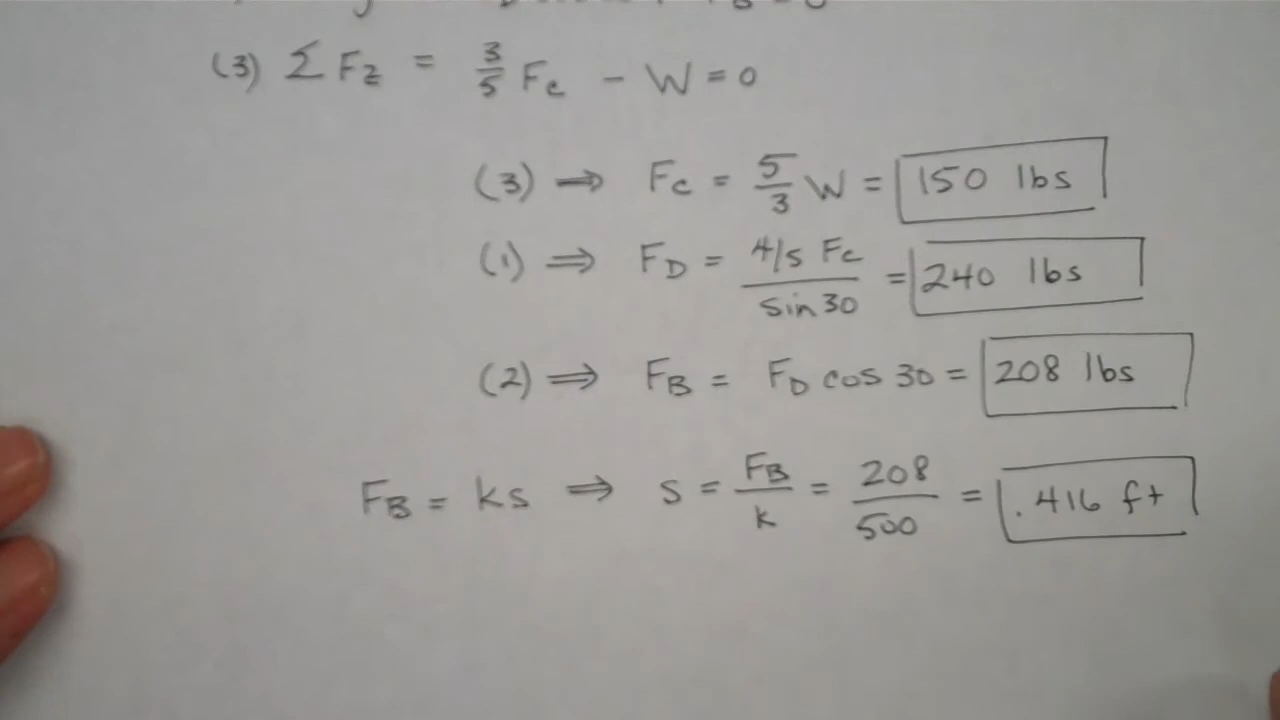 (3) Σ Fz = 3/5 Fc - W = 0
(3) ⇒ Fc = 5/3 W = 150 lbs
(1) ⇒ FD = 4/5 Fc / sin 30 = 240 lbs
(2) ⇒ FB = FD cos 30 = 208 lbs
FB = ks ⇒ s = FB/k = 208/500 = .416 ft